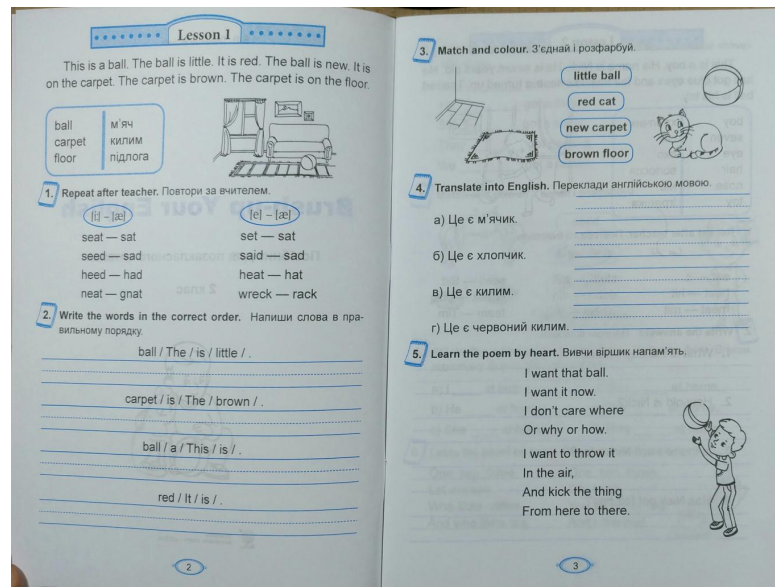 Lesson 1
This is a ball. The ball is little. It is red. The ball is new. It is
on the carpet. The carpet is brown. The carpet is on the floor.
ball м'яч
carpet килим
floor підлога
1. Repeat after teacher. Повтори за вчителем.
[i:] – [æ] [e] – [æ]
seat — sat set — sat
seed — sad said — sad
heed — had heat — hat
neat — gnat wreck — rack
2. Write the words in the correct order. Напиши слова в пра-
вильному порядку.
ball / The / is / little / .
carpet / is / The / brown / .
ball / a / This / is / .
red / It / is / .
2
3. Match and colour. З'єднай і розфарбуй.
little ball
red cat
new carpet
brown floor
4. Translate into English. Переклади англійською мовою.
а) Це є м'ячик.
б) Це є хлопчик.
в) Це є килим.
г) Це є червоний килим.
5. Learn the poem by heart. Вивчи віршик напам'ять.
I want that ball.
I want it now.
I don't care where
Or why or how.
I want to throw it
In the air,
And kick the thing
From here to there.
3